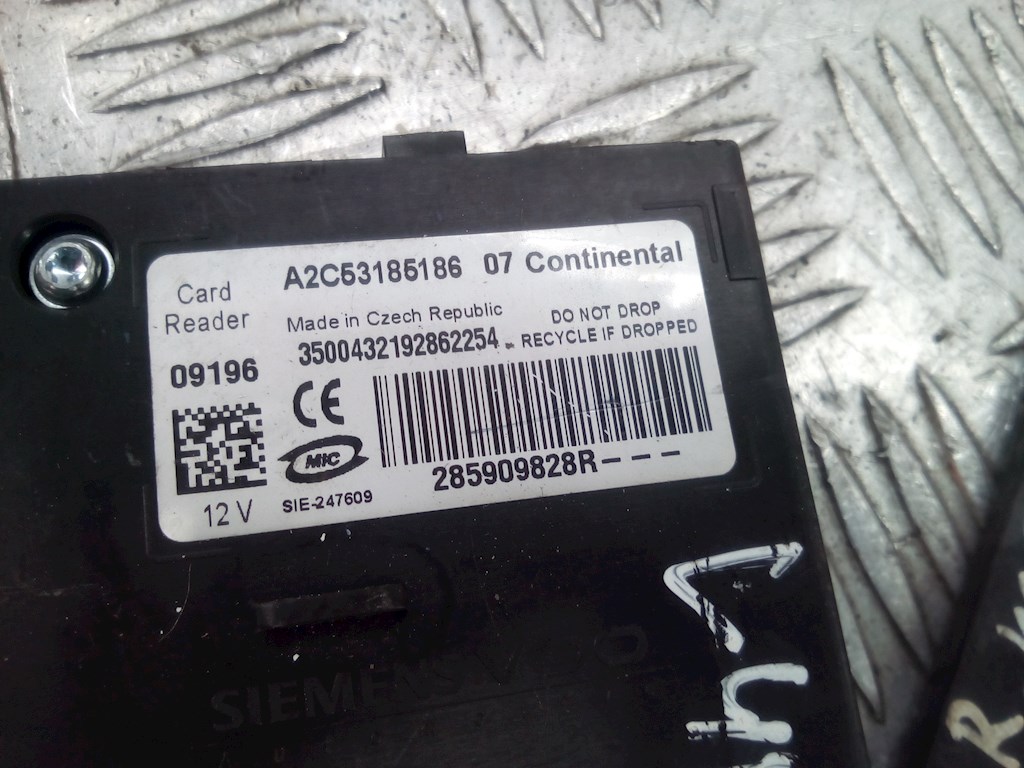 Card
Reader
A2C53185186 07 Continental
Made in Czech Republic
DO NOT DROP
RECYCLE IF DROPPED
3500432192862254
09196
CE
MIC
285909828R---
12 V
SIE-247609
SIEMENS